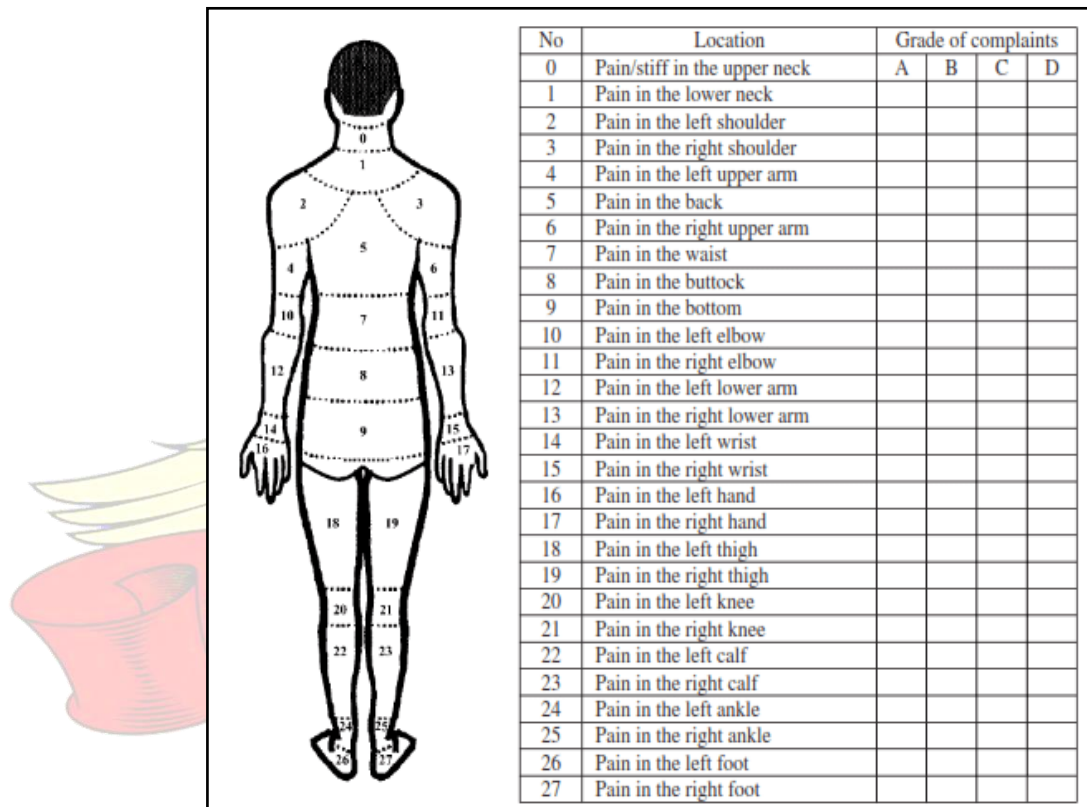 0
1
2
3
5
4
6
10
7
11
12
8
13
14
9
15
16
17
18
19
20
21
22
23
24
25
26
27
No Location Grade of complaints
0 Pain/stiff in the upper neck A B C D
1 Pain in the lower neck
2 Pain in the left shoulder
3 Pain in the right shoulder
4 Pain in the left upper arm
5 Pain in the back
6 Pain in the right upper arm
7 Pain in the waist
8 Pain in the buttock
9 Pain in the bottom
10 Pain in the left elbow
11 Pain in the right elbow
12 Pain in the left lower arm
13 Pain in the right lower arm
14 Pain in the left wrist
15 Pain in the right wrist
16 Pain in the left hand
17 Pain in the right hand
18 Pain in the left thigh
19 Pain in the right thigh
20 Pain in the left knee
21 Pain in the right knee
22 Pain in the left calf
23 Pain in the right calf
24 Pain in the left ankle
25 Pain in the right ankle
26 Pain in the left foot
27 Pain in the right foot